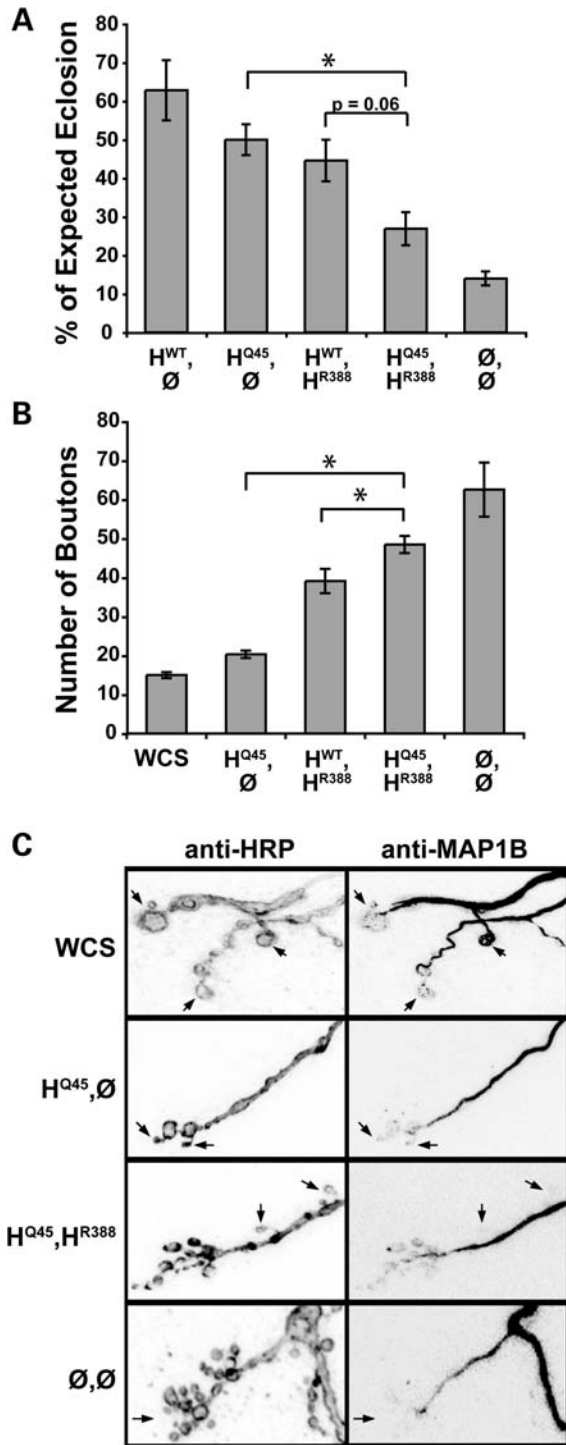 A
% of Expected Eclosion
80
70
60
50
40
30
20
10
0
*
p = 0.06
H^WT, Ø
H^Q45, Ø
H^WT, H^R388
H^Q45, H^R388
Ø, Ø
B
Number of Boutons
80
70
60
50
40
30
20
10
0
*
*
WCS
H^Q45, Ø
H^WT, H^R388
H^Q45, H^R388
Ø, Ø
C
anti-HRP
anti-MAP1B
WCS
H^Q45,Ø
H^Q45,H^R388
Ø,Ø